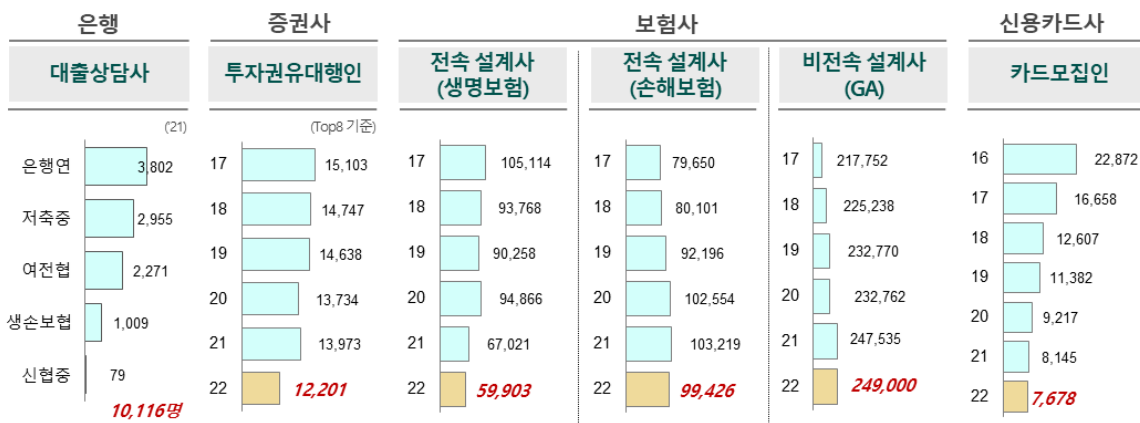 은행
대출상담사
('21)
은행연 3,802
저축중 2,955
여전협 2,271
생손보협 1,009
신협중 79
10,116명
증권사
투자권유대행인
(Top8 기준)
17 15,103
18 14,747
19 14,638
20 13,734
21 13,973
22 12,201
보험사
전속 설계사
(생명보험)
17 105,114
18 93,768
19 90,258
20 94,866
21 67,021
22 59,903
전속 설계사
(손해보험)
17 79,650
18 80,101
19 92,196
20 102,554
21 103,219
22 99,426
비전속 설계사
(GA)
17 217,752
18 225,238
19 232,770
20 232,762
21 247,535
22 249,000
신용카드사
카드모집인
16 22,872
17 16,658
18 12,607
19 11,382
20 9,217
21 8,145
22 7,678